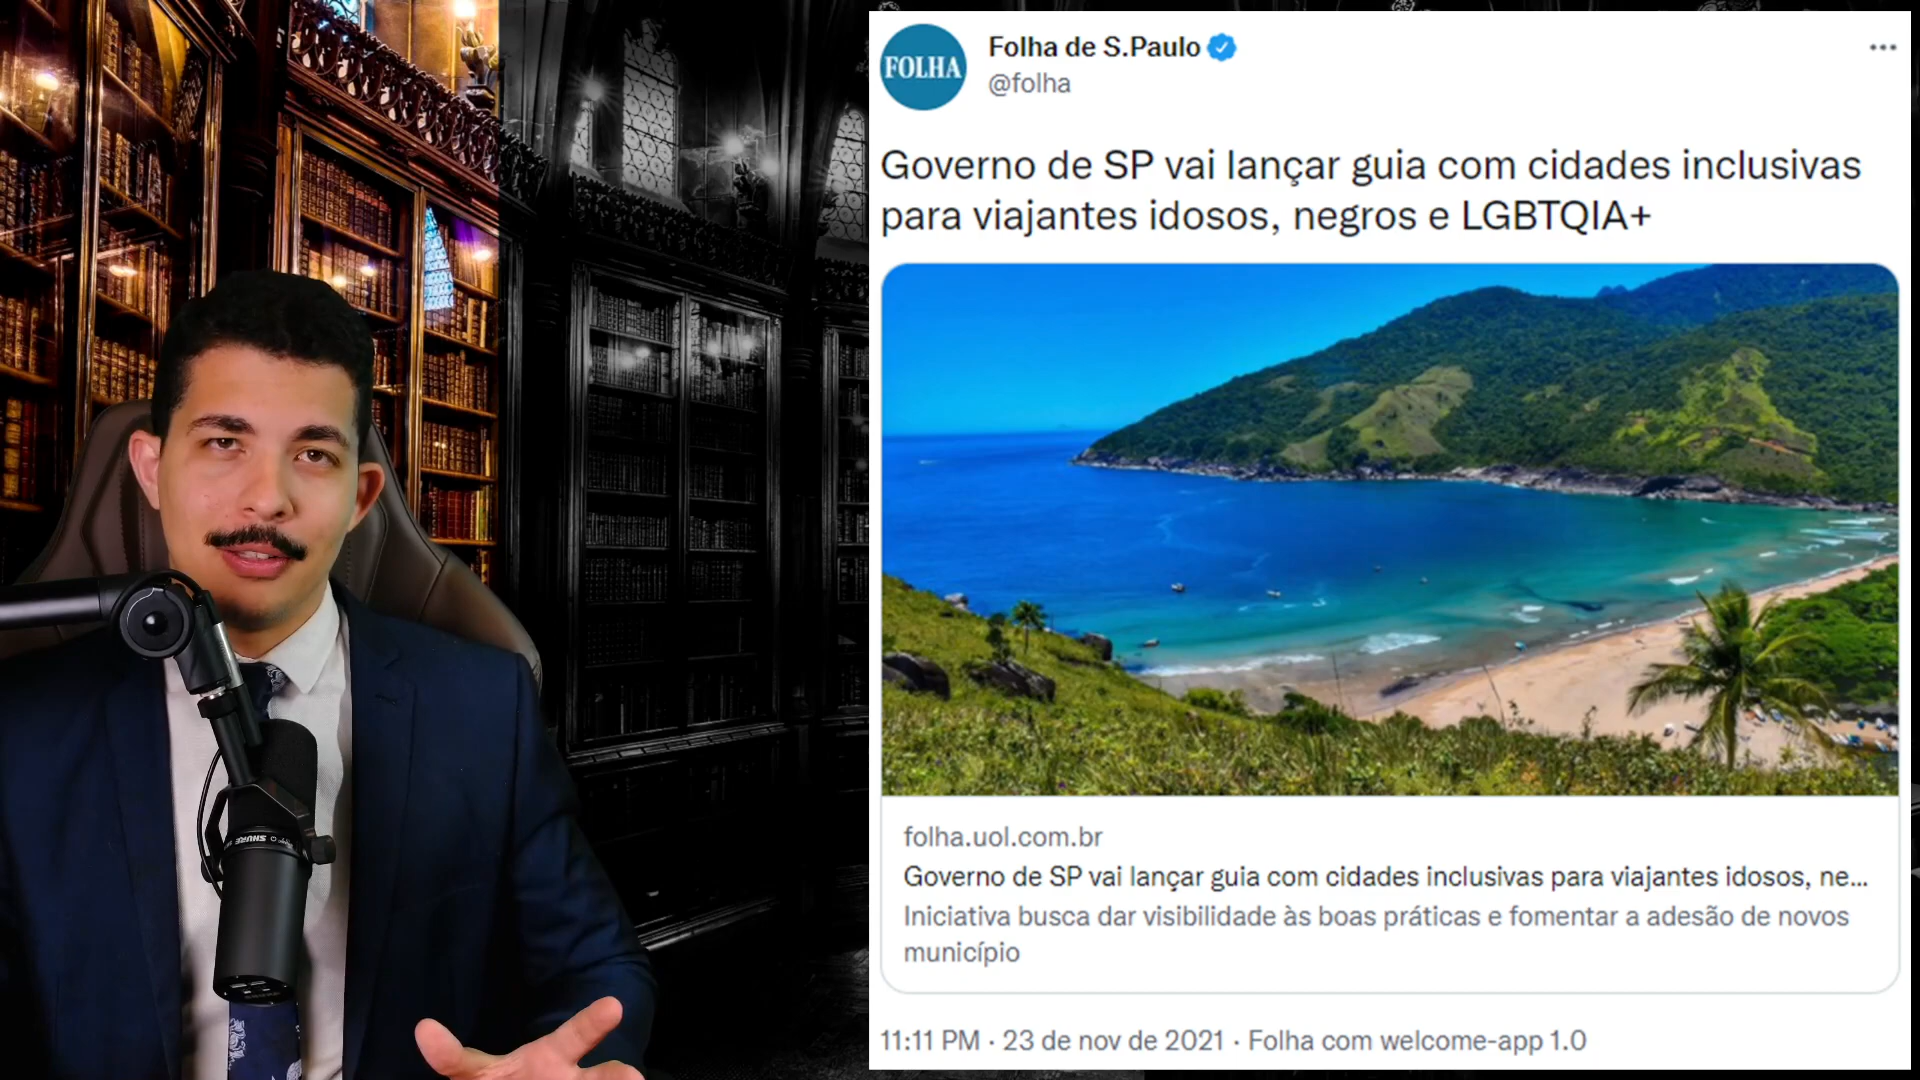 FOLHA
Folha de S.Paulo
@folha
Governo de SP vai lançar guia com cidades inclusivas
para viajantes idosos, negros e LGBTQIA+
folha.uol.com.br
Governo de SP vai lançar guia com cidades inclusivas para viajantes idosos, ne...
Iniciativa busca dar visibilidade às boas práticas e fomentar a adesão de novos
município
11:11 PM · 23 de nov de 2021 · Folha com welcome-app 1.0
SHURE